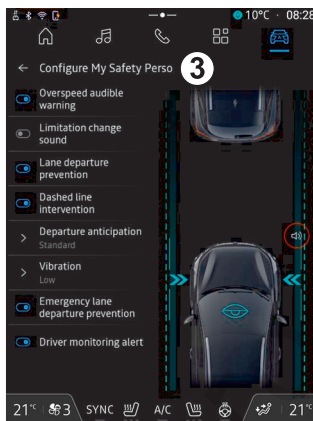 10°C · 08:28
← Configure My Safety Perso
3
Overspeed audible
warning
Limitation change
sound
Lane departure
prevention
Dashed line
intervention
Departure anticipation
Standard
Vibration
Low
Emergency lane
departure prevention
Driver monitoring alert
21°C 3 SYNC A/C 21°C